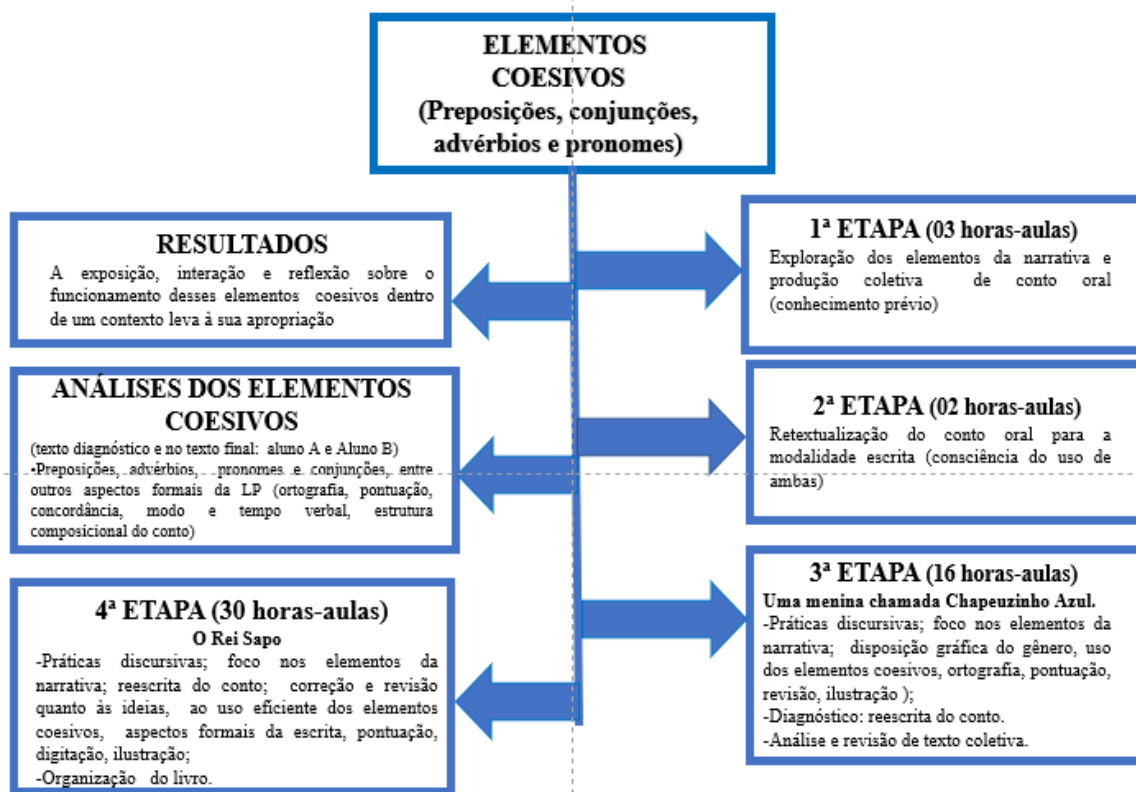 ELEMENTOS
COESIVOS
(Preposições, conjunções,
advérbios e pronomes)
1ª ETAPA (03 horas-aulas)
Exploração dos elementos da narrativa e
produção coletiva de conto oral
(conhecimento prévio)
2ª ETAPA (02 horas-aulas)
Retextualização do conto oral para a
modalidade escrita (consciência do uso de
ambas)
3ª ETAPA (16 horas-aulas)
Uma menina chamada Chapeuzinho Azul.
-Práticas discursivas; foco nos elementos da
narrativa; disposição gráfica do gênero, uso
dos elementos coesivos, ortografia, pontuação,
revisão, ilustração );
-Diagnóstico: reescrita do conto.
-Análise e revisão de texto coletiva.
4ª ETAPA (30 horas-aulas)
O Rei Sapo
-Práticas discursivas; foco nos elementos da
narrativa; reescrita do conto; correção e revisão
quanto às ideias, ao uso eficiente dos elementos
coesivos, aspectos formais da escrita, pontuação,
digitação, ilustração;
-Organização do livro.
ANÁLISES DOS ELEMENTOS
COESIVOS
(texto diagnóstico e no texto final: aluno A e Aluno B)
•Preposições, advérbios, pronomes e conjunções, entre
outros aspectos formais da LP (ortografia, pontuação,
concordância, modo e tempo verbal, estrutura
composicional do conto)
RESULTADOS
A exposição, interação e reflexão sobre o
funcionamento desses elementos coesivos dentro
de um contexto leva à sua apropriação